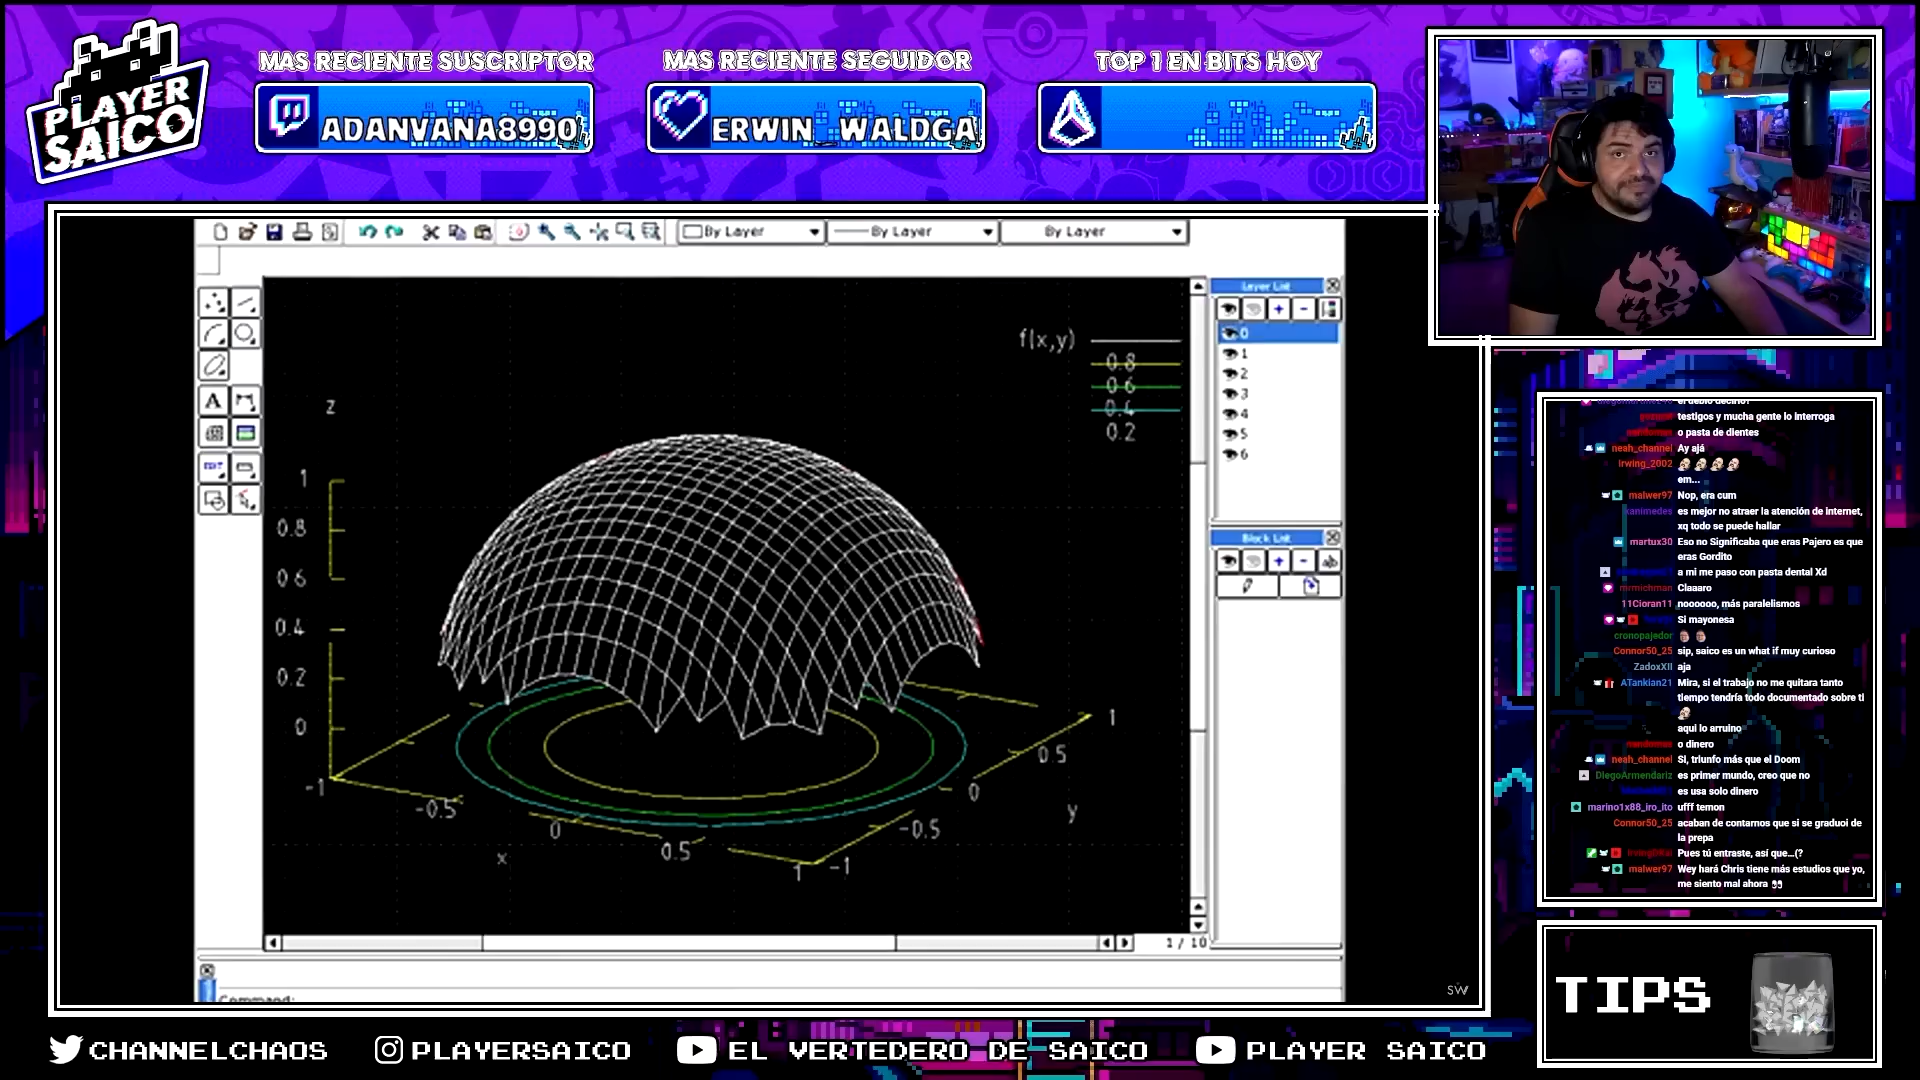 PLAYER
SAICO
MAS RECIENTE SUSCRIPTOR
ADANVANA8990
MAS RECIENTE SEGUIDOR
ERWIN_WALDGA
TOP 1 EN BITS HOY
By Layer
By Layer
By Layer
Layer List
0
1
2
3
4
5
6
Block List
f(x,y)
0.8
0.6
0.4
0.2
z
1
0.8
0.6
0.4
0.2
0
-1
-0.5
0
0.5
1
x
-1
-0.5
0
0.5
1
y
1 / 10
Command:
SW
testigos y mucha gente lo interroga
o pasta de dientes
neah_channel Ay ajá
Irwing_2002
em...
malwer97 Nop, era cum
es mejor no atraer la atención de internet,
xq todo se puede hallar
martux30 Eso no Significaba que eras Pajero es que
eras Gordito
a mi me paso con pasta dental Xd
mrmichman Claaaro
11Cioran11 noooooo, más paralelismos
Si mayonesa
cronopajedor
Connor50_25 sip, saico es un what if muy curioso
ZadoxXII aja
ATankian21 Mira, si el trabajo no me quitara tanto
tiempo tendría todo documentado sobre ti
aqui lo arruino
o dinero
neah_channel SI, triunfo más que el Doom
DiegoArmendariz es primer mundo, creo que no
es usa solo dinero
marino1x88_iro_ito ufff temon
Connor50_25 acaban de contarnos que si se graduoi de
la prepa
Pues tú entraste, así que...(?
malwer97 Wey hará Chris tiene más estudios que yo,
me siento mal ahora
TIPS
CHANNELCHAOS
PLAYERSAICO
EL VERTEDERO DE SAICO
PLAYER SAICO